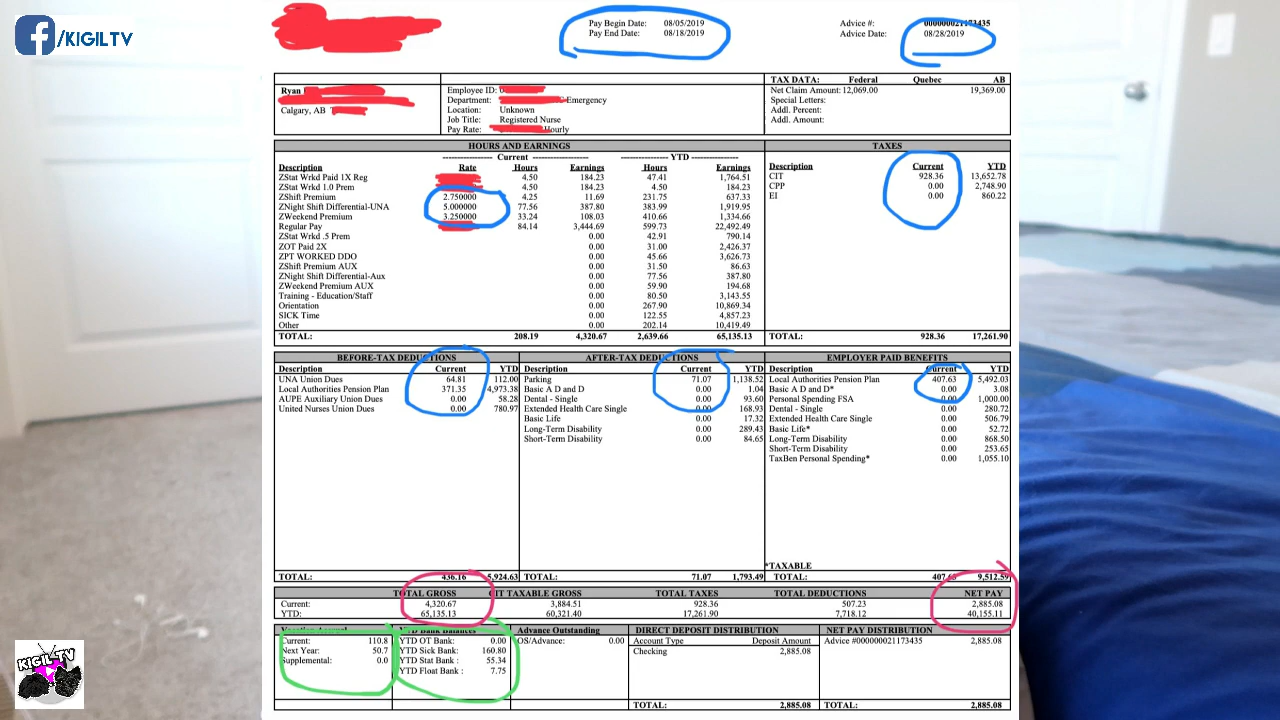 /KIGILTV
Pay Begin Date: 08/05/2019
Pay End Date: 08/18/2019
Advice #: 000000021173435
Advice Date: 08/28/2019
Ryan
Calgary, AB
Employee ID:
Department: Emergency
Location: Unknown
Job Title: Registered Nurse
Pay Rate: Hourly
TAX DATA: Federal Quebec AB
Net Claim Amount: 12,069.00 19,369.00
Special Letters:
Addl. Percent:
Addl. Amount:
HOURS AND EARNINGS
Current YTD
Description Rate Hours Earnings Hours Earnings
ZStat Wrkd Paid 1X Reg 4.50 184.23 47.41 1,764.51
ZStat Wrkd 1.0 Prem 4.50 184.23 4.50 184.23
ZShift Premium 2.750000 4.25 11.69 231.75 637.33
ZNight Shift Differential-UNA 5.000000 77.56 387.80 383.99 1,919.95
ZWeekend Premium 3.250000 33.24 108.03 410.66 1,334.66
Regular Pay 84.14 3,444.69 599.73 22,492.49
ZStat Wrkd .5 Prem 0.00 42.91 790.14
ZOT Paid 2X 0.00 31.00 2,426.37
ZPT WORKED DDO 0.00 45.66 3,626.73
ZShift Premium AUX 0.00 31.50 86.63
ZNight Shift Differential-Aux 0.00 77.56 387.80
ZWeekend Premium AUX 0.00 59.90 194.68
Training - Education/Staff 0.00 80.50 3,143.55
Orientation 0.00 267.90 10,869.34
SICK Time 0.00 122.55 4,857.23
Other 0.00 202.14 10,419.49
TOTAL: 208.19 4,320.67 2,639.66 65,135.13
TAXES
Description Current YTD
CIT 928.36 13,652.78
CPP 0.00 2,748.90
EI 0.00 860.22
TOTAL: 928.36 17,261.90
BEFORE-TAX DEDUCTIONS
Description Current YTD
UNA Union Dues 64.81 112.00
Local Authorities Pension Plan 371.35 4,973.38
AUPE Auxiliary Union Dues 0.00 58.28
United Nurses Union Dues 0.00 780.97
TOTAL: 436.16 5,924.63
AFTER-TAX DEDUCTIONS
Description Current YTD
Parking 71.07 1,138.52
Basic A D and D 0.00 1.04
Dental - Single 0.00 93.60
Extended Health Care Single 0.00 168.93
Basic Life 0.00 17.32
Long-Term Disability 0.00 289.43
Short-Term Disability 0.00 84.65
TOTAL: 71.07 1,793.49
EMPLOYER PAID BENEFITS
Description Current YTD
Local Authorities Pension Plan 407.63 5,492.03
Basic A D and D* 0.00 3.08
Personal Spending FSA 0.00 1,000.00
Dental - Single 0.00 280.72
Extended Health Care Single 0.00 506.79
Basic Life* 0.00 52.72
Long-Term Disability 0.00 868.50
Short-Term Disability 0.00 253.65
TaxBen Personal Spending* 0.00 1,055.10
*TAXABLE
TOTAL: 407.63 9,512.59
TOTAL GROSS CIT TAXABLE GROSS TOTAL TAXES TOTAL DEDUCTIONS NET PAY
Current: 4,320.67 3,884.51 928.36 507.23 2,885.08
YTD: 65,135.13 60,321.40 17,261.90 7,718.12 40,155.11
Vacation Annual
Current: 110.8
Next Year: 50.7
Supplemental: 0.0
YTD Bank Balances
YTD OT Bank: 0.00
YTD Sick Bank : 160.80
YTD Stat Bank : 55.34
YTD Float Bank : 7.75
Advance Outstanding
OS/Advance: 0.00
DIRECT DEPOSIT DISTRIBUTION
Account Type Deposit Amount
Checking 2,885.08
TOTAL: 2,885.08
NET PAY DISTRIBUTION
Advice #000000021173435 2,885.08
TOTAL: 2,885.08
KIGILTV